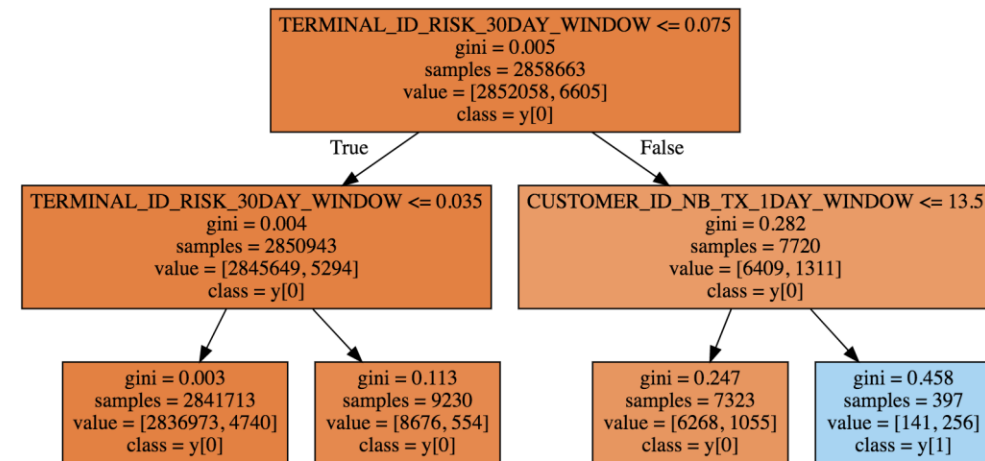 TERMINAL_ID_RISK_30DAY_WINDOW <= 0.075
gini = 0.005
samples = 2858663
value = [2852058, 6605]
class = y[0]
True
False
TERMINAL_ID_RISK_30DAY_WINDOW <= 0.035
gini = 0.004
samples = 2850943
value = [2845649, 5294]
class = y[0]
CUSTOMER_ID_NB_TX_1DAY_WINDOW <= 13.5
gini = 0.282
samples = 7720
value = [6409, 1311]
class = y[0]
gini = 0.003
samples = 2841713
value = [2836973, 4740]
class = y[0]
gini = 0.113
samples = 9230
value = [8676, 554]
class = y[0]
gini = 0.247
samples = 7323
value = [6268, 1055]
class = y[0]
gini = 0.458
samples = 397
value = [141, 256]
class = y[1]